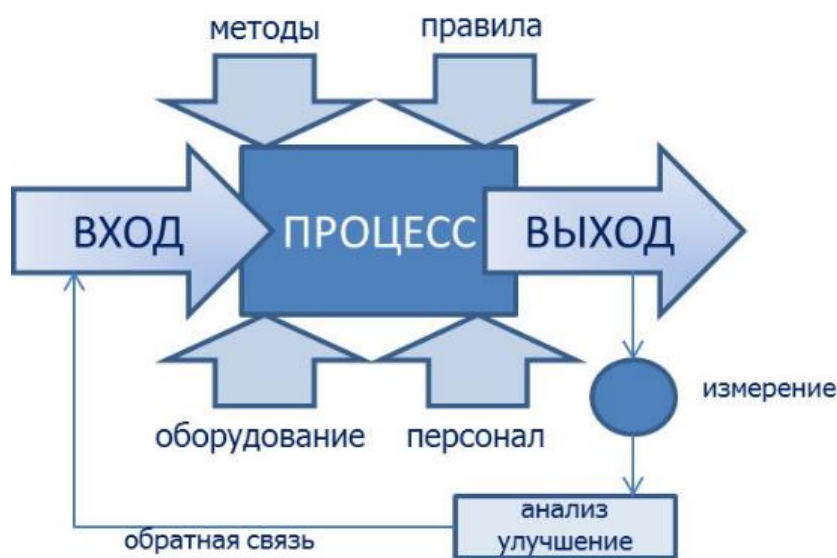 методы
правила
ВХОД
ПРОЦЕСС
ВЫХОД
оборудование
персонал
измерение
анализ
улучшение
обратная связь